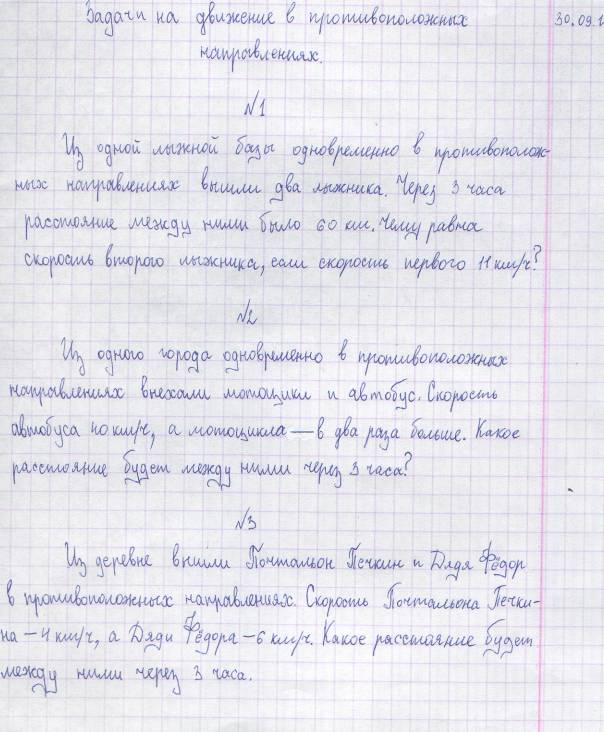 Задачи на движение в противоположных 30.09.1
направлениях.
№1
Из одной лыжной базы одновременно в противополож-
ных направлениях вышли два лыжника. Через 3 часа
расстояние между ними было 60 км. Чему равна
скорость второго лыжника, если скорость первого 11 км/ч?
№2
Из одного города одновременно в противоположных
направлениях выехали мотоцикл и автобус. Скорость
автобуса 40 км/ч, а мотоцикла — в два раза больше. Какое
расстояние будет между ними через 3 часа?
№3
Из деревне вышли Почтальон Печкин и Дядя Фёдор
в противоположных направлениях. Скорость Почтальона Печки-
на – 4 км/ч, а Дяди Фёдора – 6 км/ч. Какое расстояние будет
между ними через 3 часа.